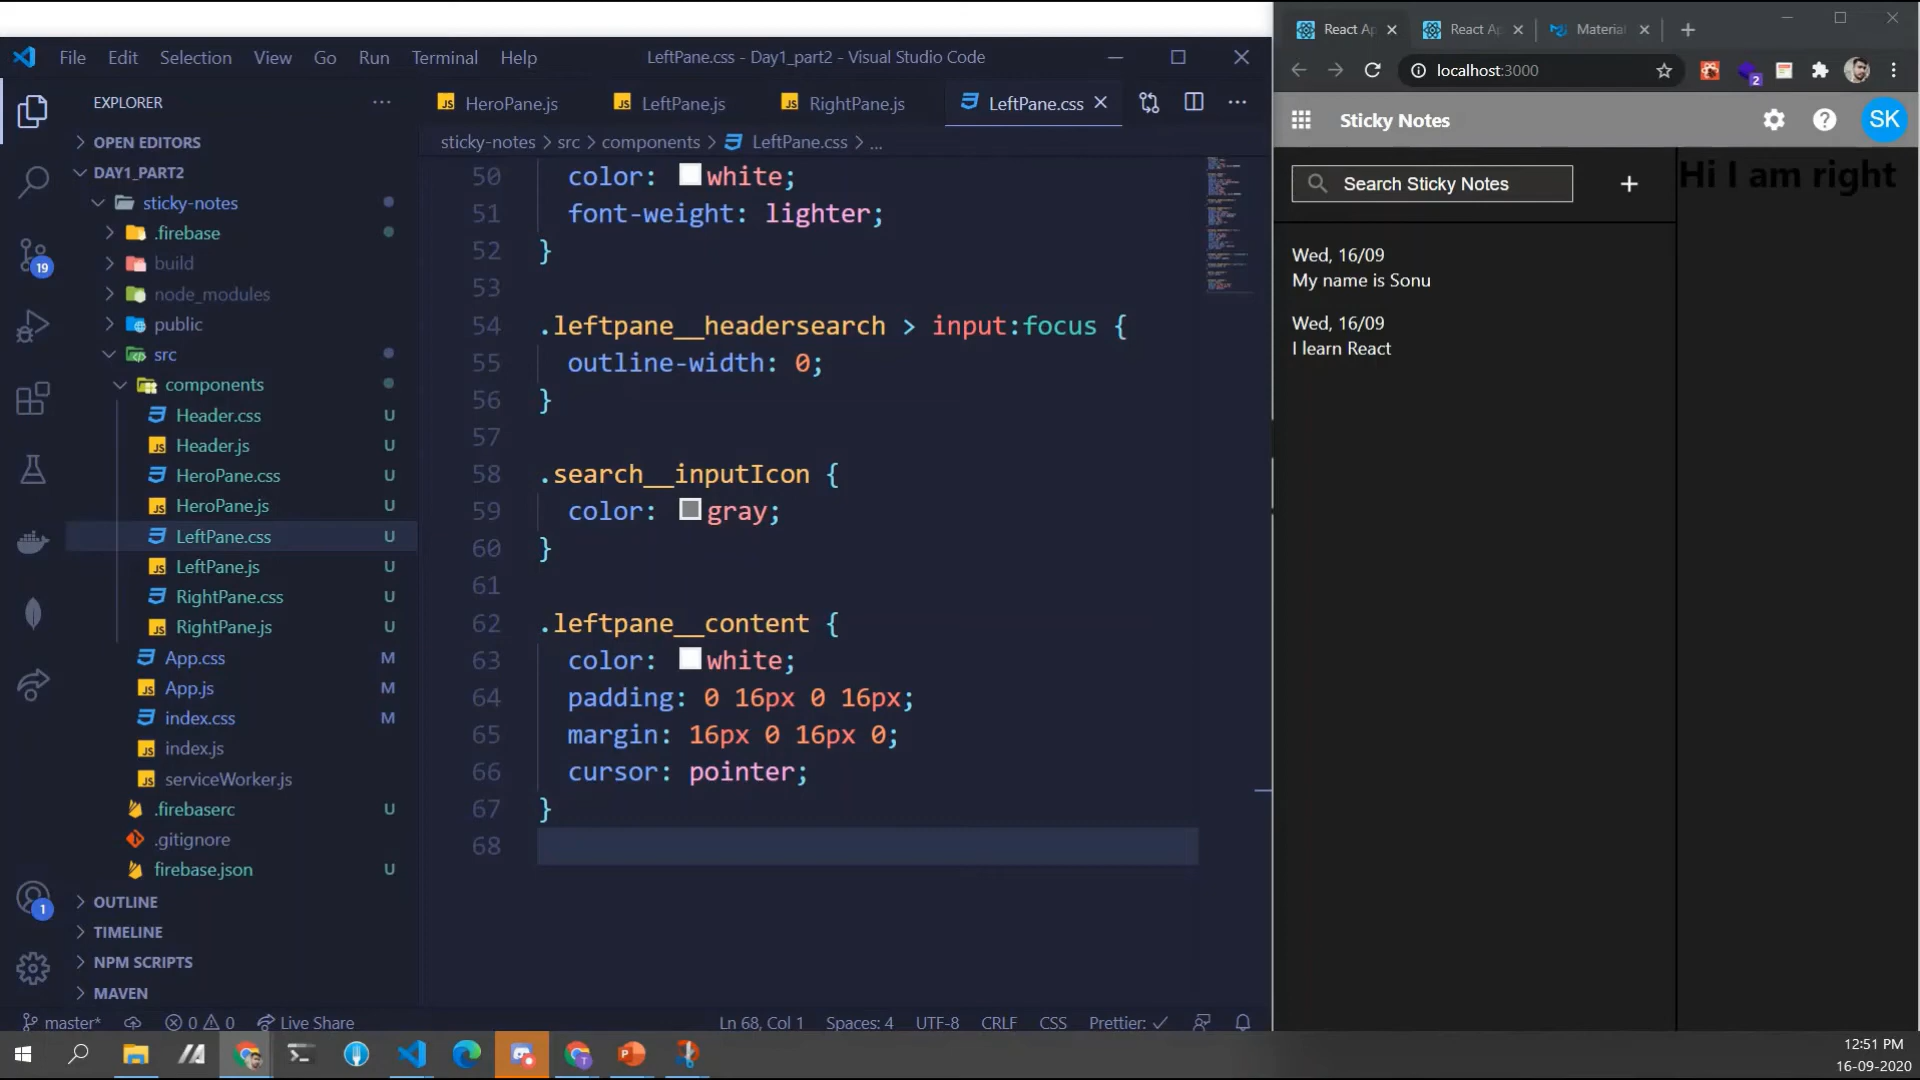 File Edit Selection View Go Run Terminal Help
LeftPane.css - Day1_part2 - Visual Studio Code
EXPLORER
OPEN EDITORS
DAY1_PART2
sticky-notes
.firebase
build
node_modules
public
src
components
Header.css U
Header.js U
HeroPane.css U
HeroPane.js U
LeftPane.css U
LeftPane.js U
RightPane.css U
RightPane.js U
App.css M
App.js M
index.css M
index.js
serviceWorker.js
.firebaserc U
.gitignore
firebase.json U
OUTLINE
TIMELINE
NPM SCRIPTS
MAVEN
19
1
HeroPane.js LeftPane.js RightPane.js LeftPane.css
sticky-notes > src > components > LeftPane.css > ...
50 color: white;
51 font-weight: lighter;
52 }
53
54 .leftpane__headersearch > input:focus {
55 outline-width: 0;
56 }
57
58 .search__inputIcon {
59 color: gray;
60 }
61
62 .leftpane__content {
63 color: white;
64 padding: 0 16px 0 16px;
65 margin: 16px 0 16px 0;
66 cursor: pointer;
67 }
68
master* 0 0 Live Share
Ln 68, Col 1 Spaces: 4 UTF-8 CRLF CSS Prettier: ✓
React Ap React Ap Material
localhost:3000
2
Sticky Notes
SK
Search Sticky Notes
+
Hi I am right
Wed, 16/09
My name is Sonu
Wed, 16/09
I learn React
12:51 PM
16-09-2020